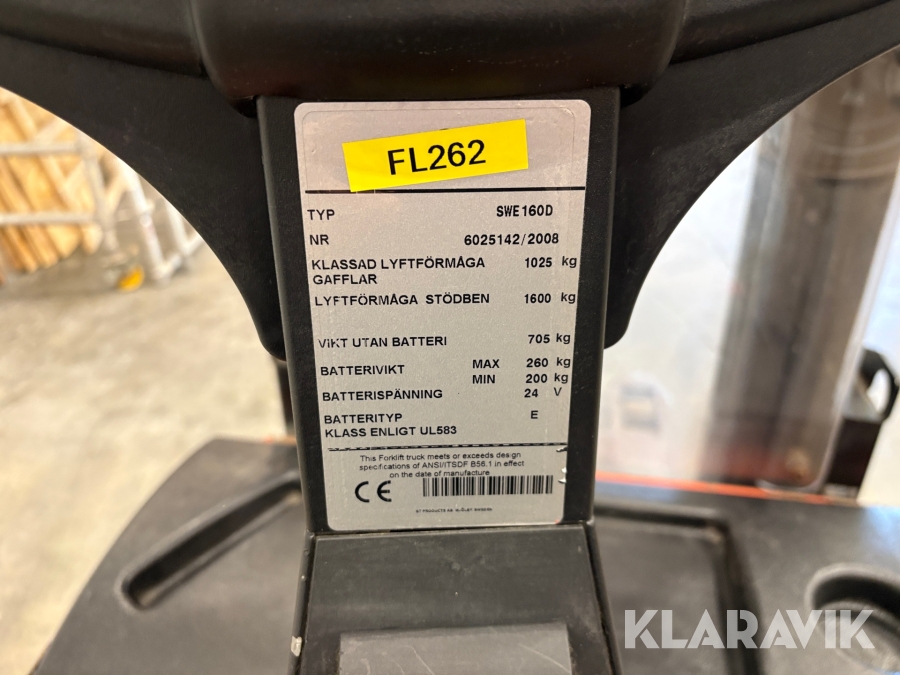 FL262
TYP SWE160D
NR 6025142/2008
KLASSAD LYFTFÖRMÅGA 1025 kg
GAFFLAR
LYFTFÖRMÅGA STÖDBEN 1600 kg
VIKT UTAN BATTERI 705 kg
BATTERIVIKT MAX 260 kg
MIN 200 kg
BATTERISPÄNNING 24 V
BATTERITYP E
KLASS ENLIGT UL583
This Forklift truck meets or exceeds design
specifications of ANSI/ITSDF B56.1 in effect
on the date of manufacture
CE
PRODUCTS AB
KLARAVIK